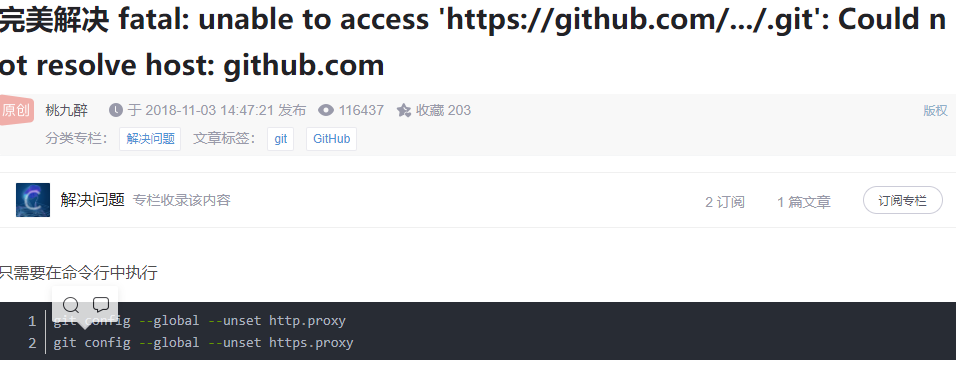 完美解决 fatal: unable to access 'https://github.com/.../.git': Could n
ot resolve host: github.com
原创 桃九醉 于 2018-11-03 14:47:21 发布 116437 收藏 203 版权
分类专栏： 解决问题 文章标签： git GitHub
解决问题 专栏收录该内容 2 订阅 1 篇文章 订阅专栏
只需要在命令行中执行
1 git config --global --unset http.proxy
2 git config --global --unset https.proxy